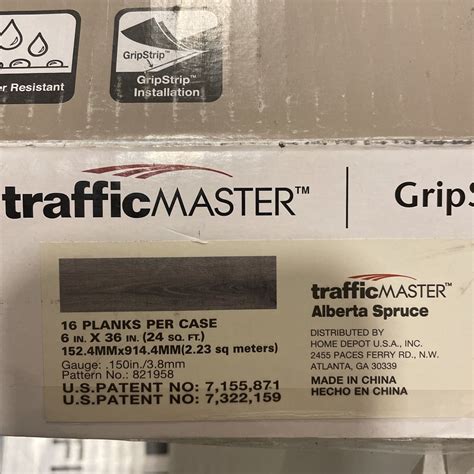 GripStrip™
r Resistant
GripStrip™
Installation
trafficMASTER™ | GripS
16 PLANKS PER CASE
6 IN. X 36 IN. (24 SQ. FT.)
152.4MMx914.4MM(2.23 sq meters)
Gauge: .150in./3.8mm
Pattern No.: 821958
U.S.PATENT NO: 7,155,871
U.S.PATENT NO: 7,322,159
trafficMASTER™
Alberta Spruce
DISTRIBUTED BY
HOME DEPOT U.S.A., INC.
2455 PACES FERRY RD., N.W.
ATLANTA, GA 30339
MADE IN CHINA
HECHO EN CHINA